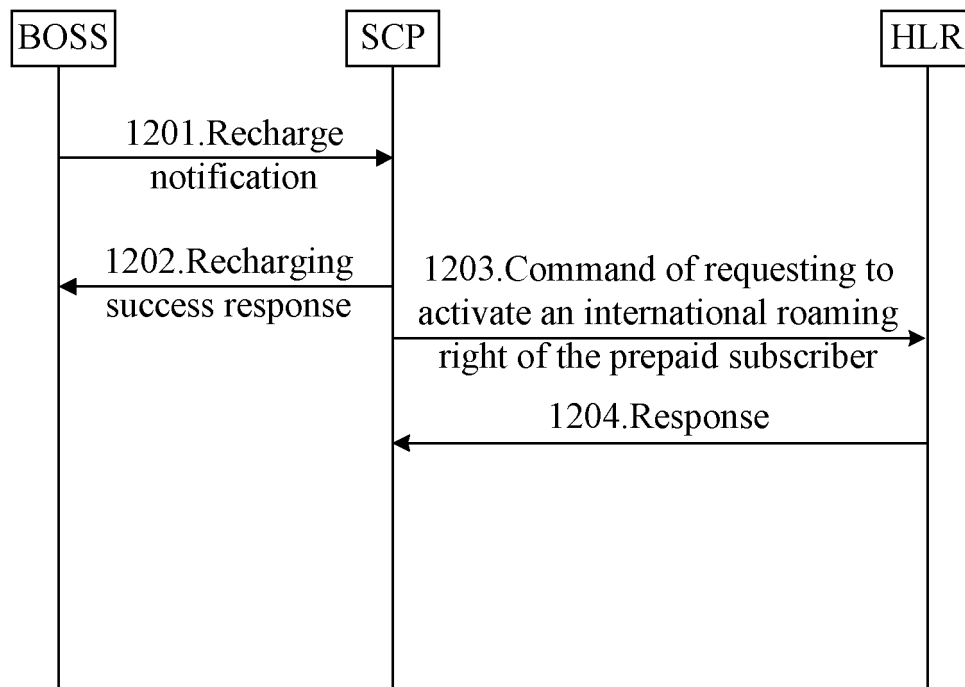 BOSS
SCP
HLR
1201.Recharge
notification
1202.Recharging
success response
1203.Command of requesting to
activate an international roaming
right of the prepaid subscriber
1204.Response